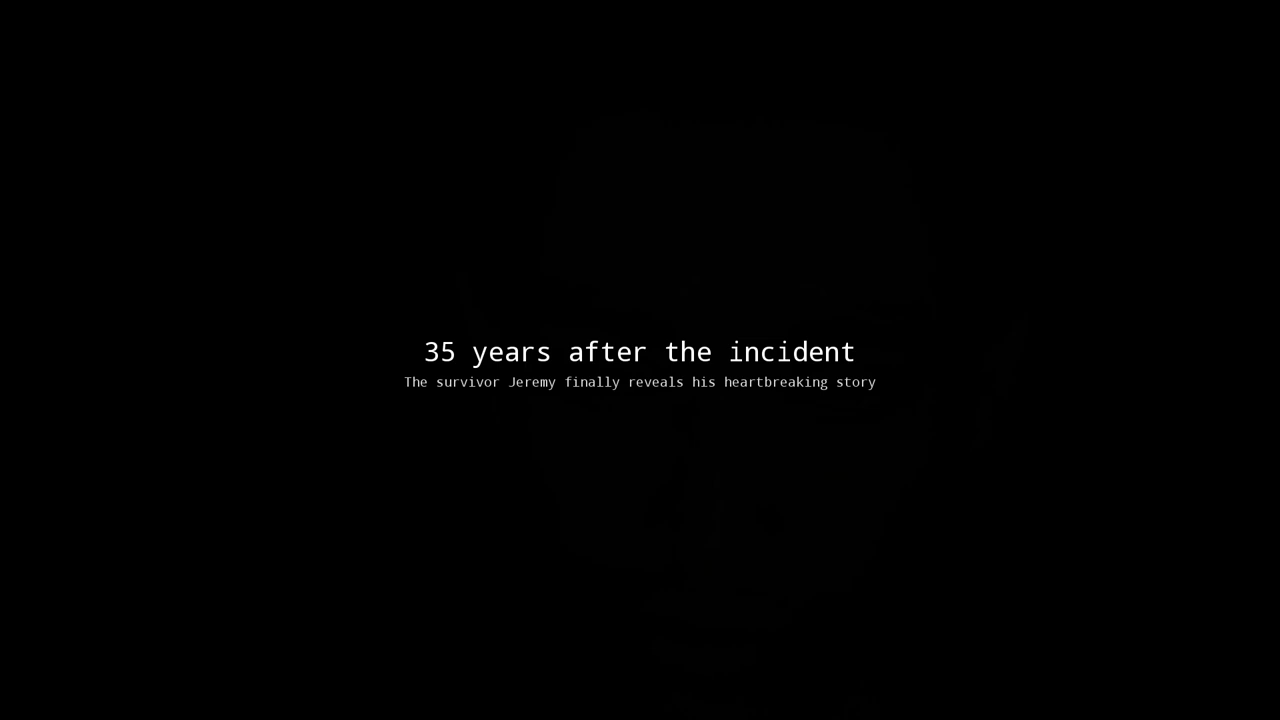 35 years after the incident
The survivor Jeremy finally reveals his heartbreaking story